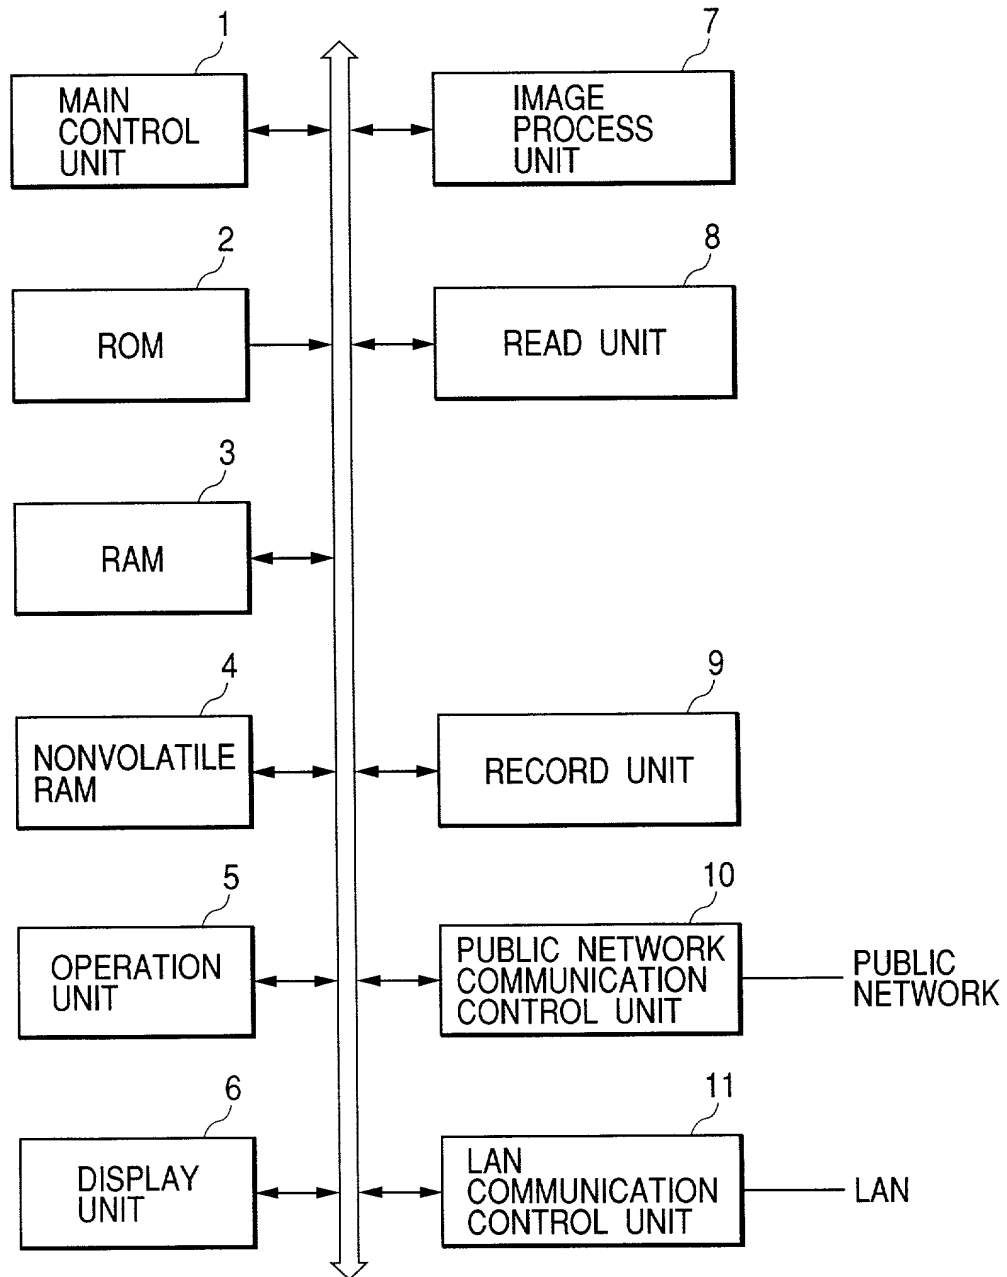 1
MAIN
CONTROL
UNIT
7
IMAGE
PROCESS
UNIT
2
ROM
8
READ UNIT
3
RAM
4
NONVOLATILE
RAM
9
RECORD UNIT
5
OPERATION
UNIT
10
PUBLIC NETWORK
COMMUNICATION
CONTROL UNIT
PUBLIC
NETWORK
6
DISPLAY
UNIT
11
LAN
COMMUNICATION
CONTROL UNIT
LAN